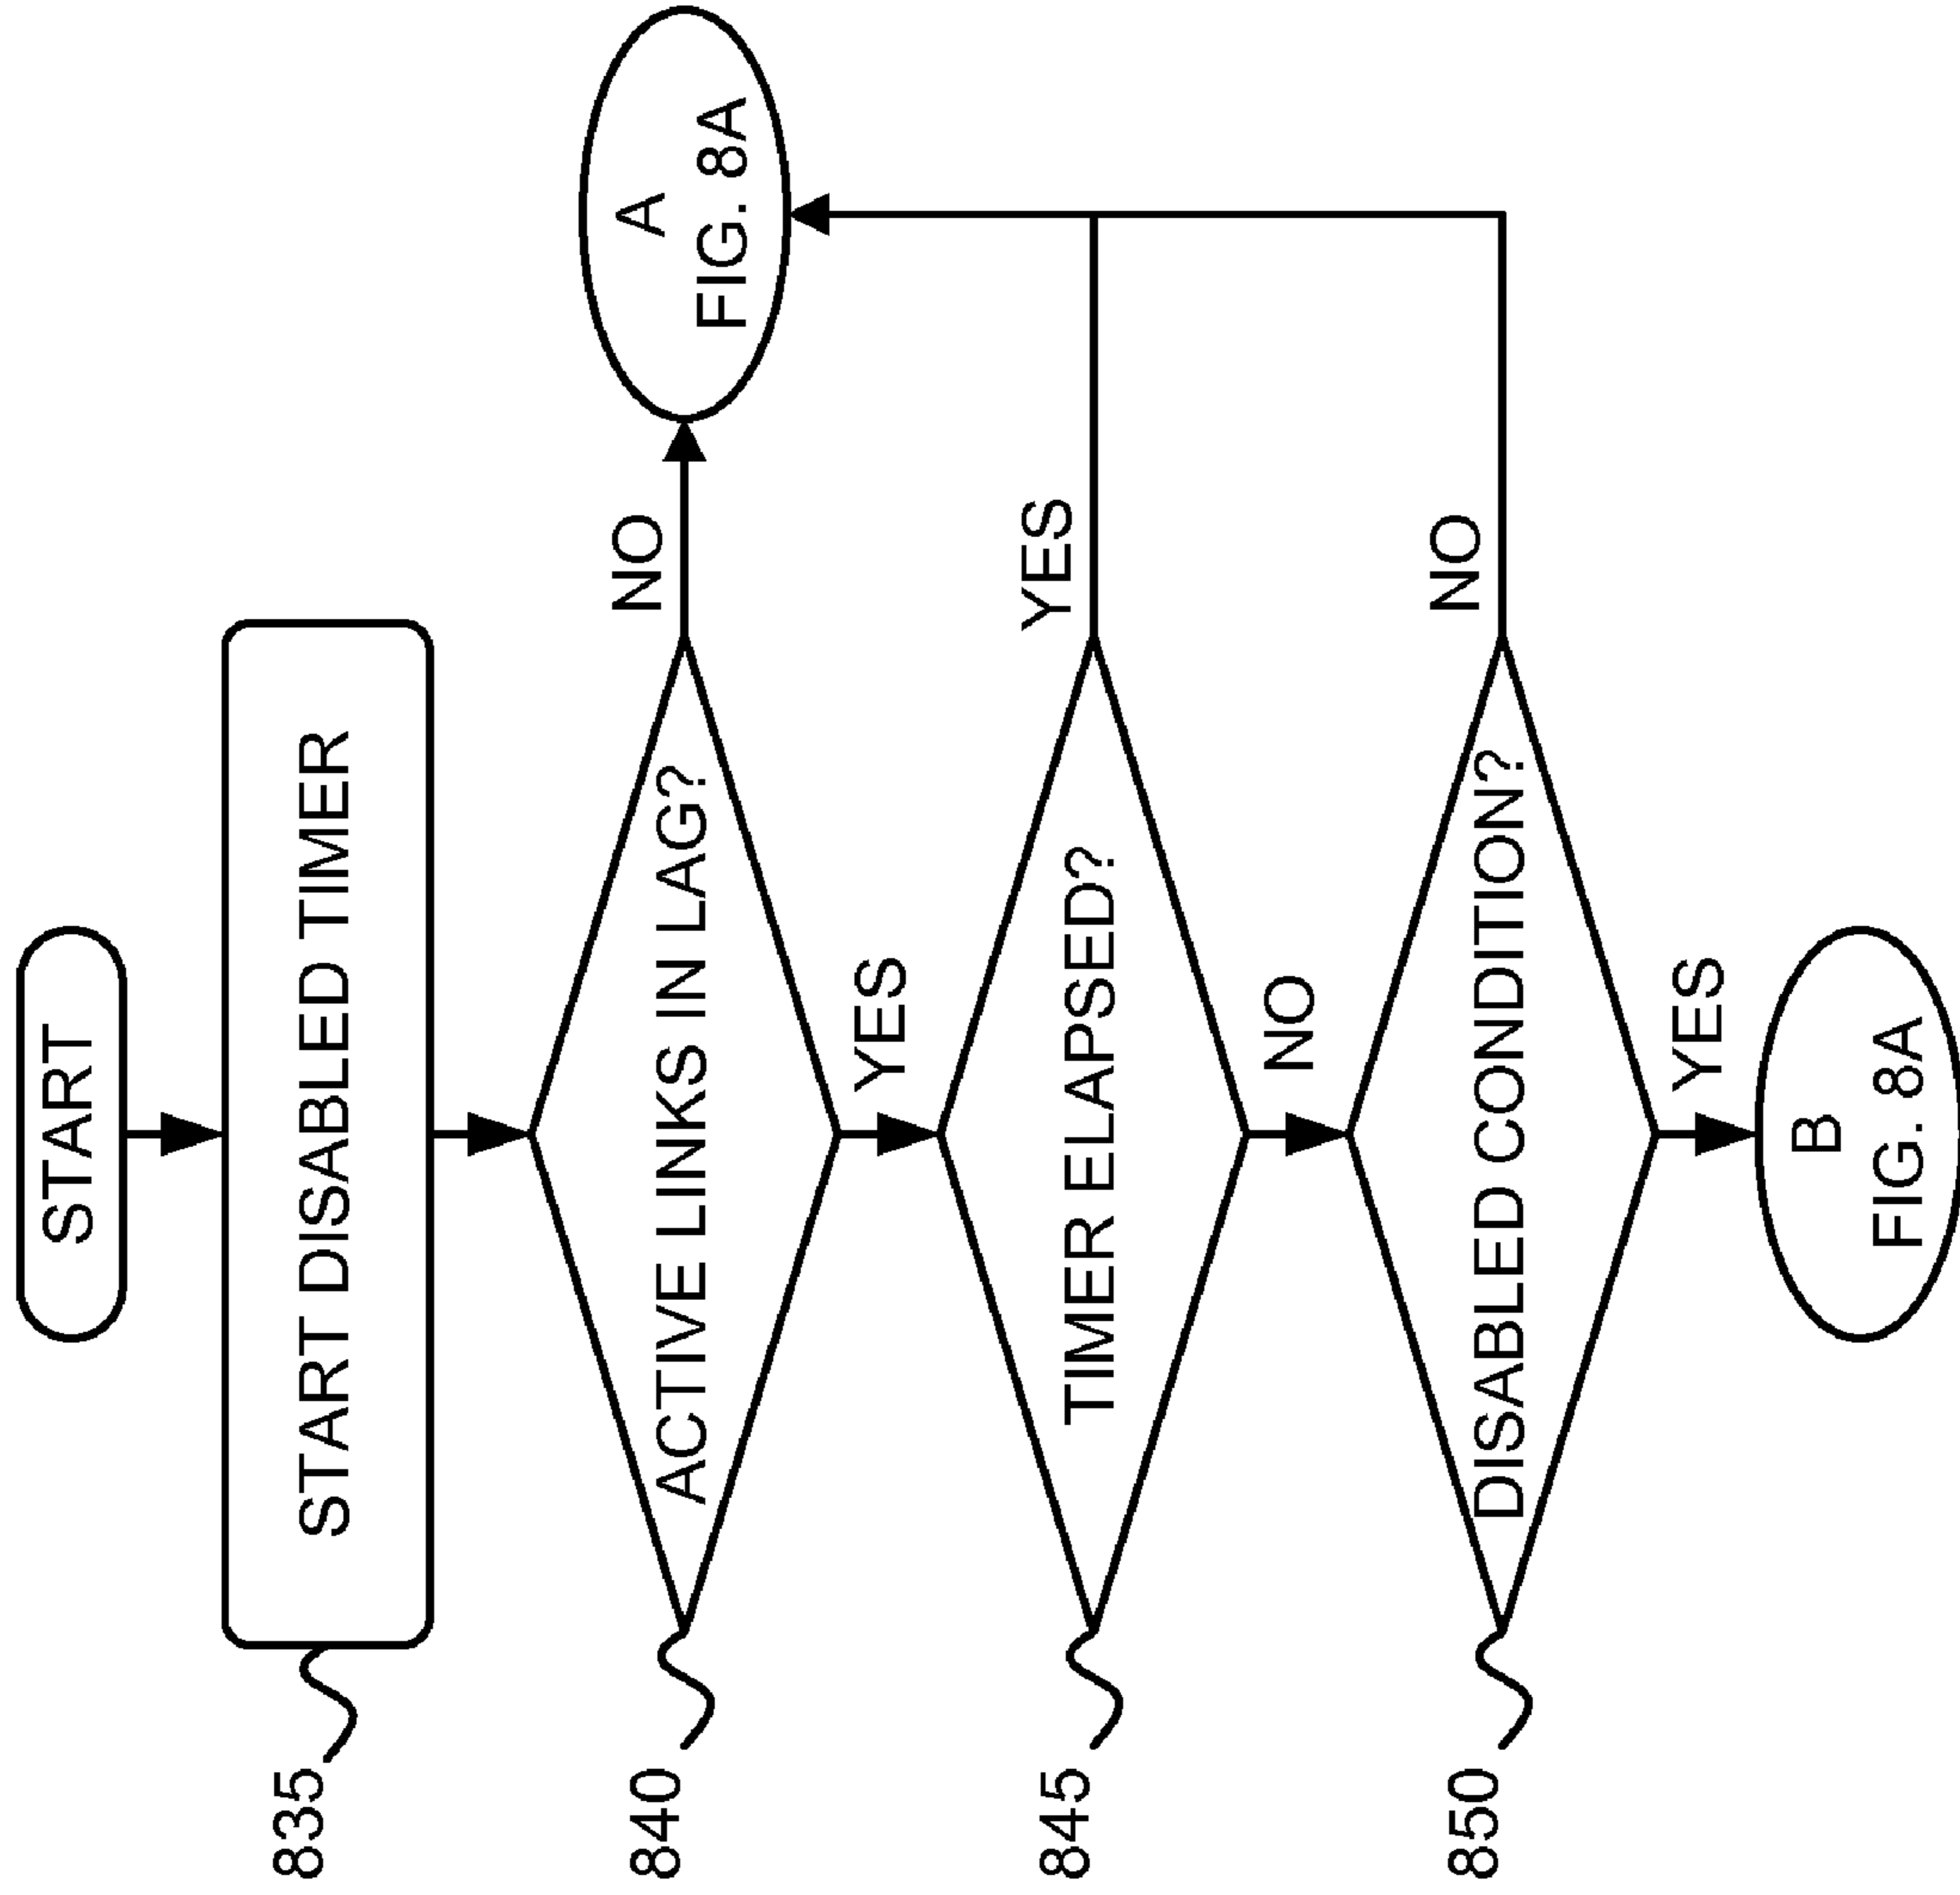 START
835
START DISABLED TIMER
840
ACTIVE LINKS IN LAG?
NO
A
FIG. 8A
YES
845
TIMER ELAPSED?
YES
NO
850
DISABLED CONDITION?
NO
YES
B
FIG. 8A